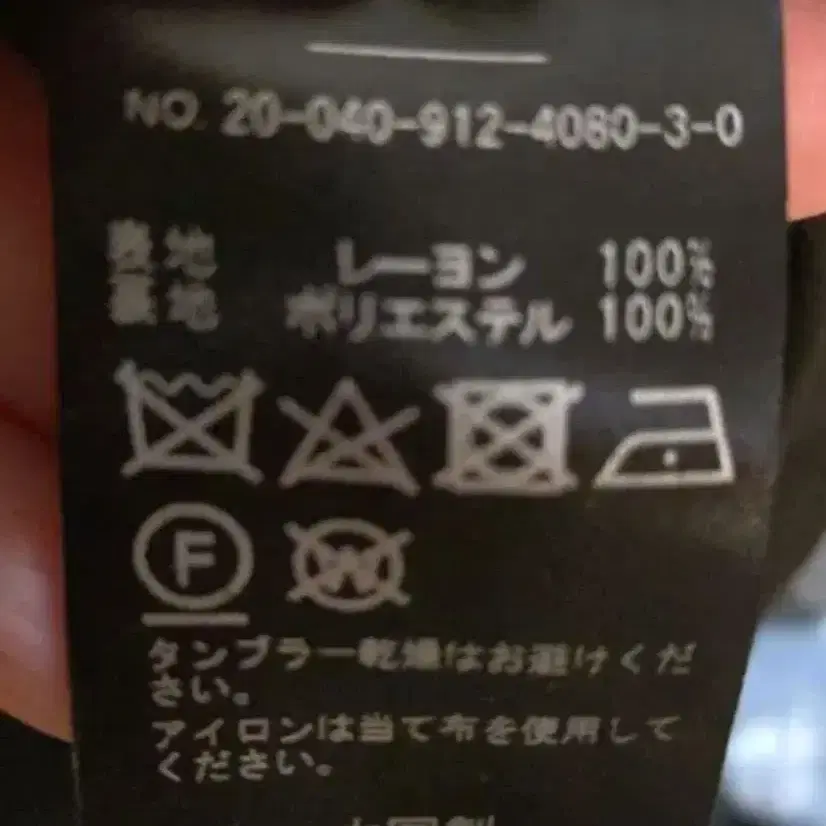 NO. 20-040-912-4080-3-0
表地 レーヨン 100%
裏地 ポリエステル 100%
F
W
タンブラー乾燥はお避けくだ
さい。
アイロンは当て布を使用して
ください。